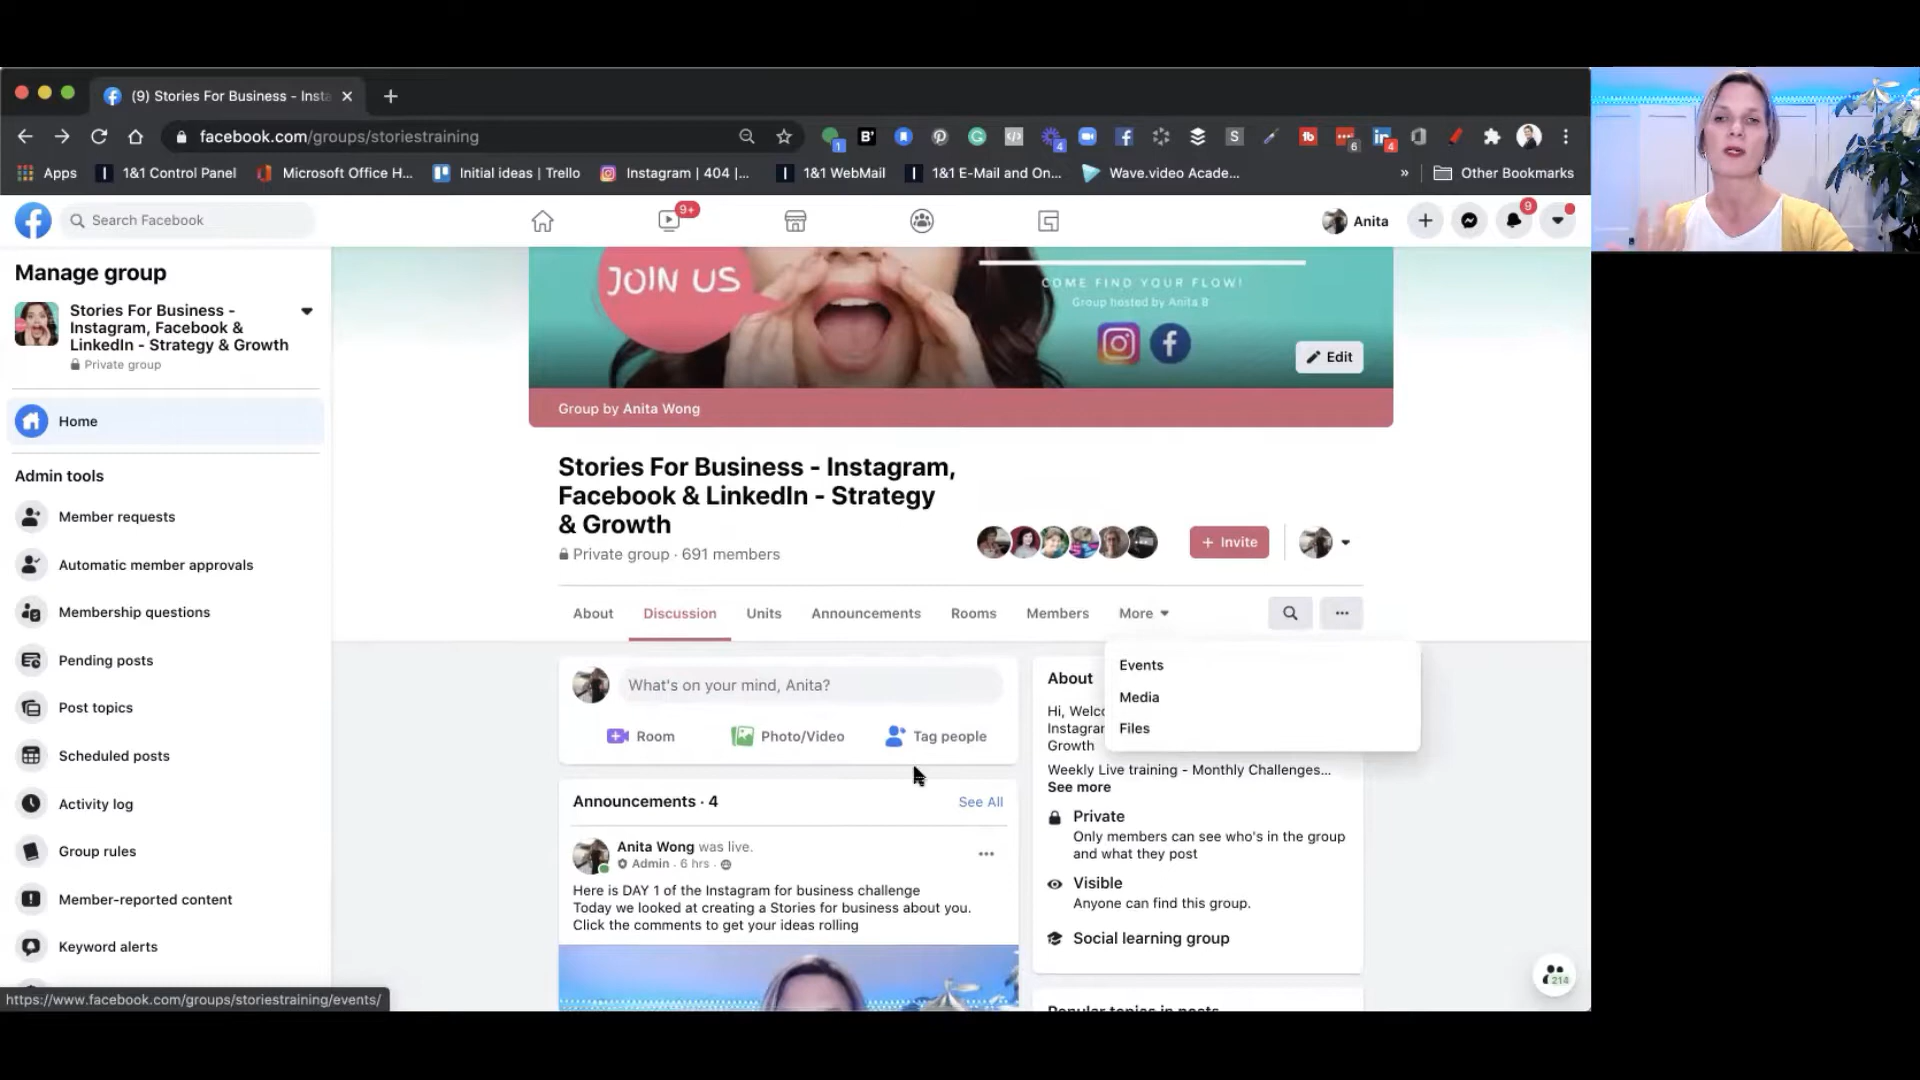 (9) Stories For Business - Insta
facebook.com/groups/storiestraining
1
4
6
4
Apps
1&1 Control Panel
Microsoft Office H...
Initial ideas | Trello
Instagram | 404 |...
1&1 WebMail
1&1 E-Mail and On...
Wave.video Acade...
»
Other Bookmarks
Search Facebook
9+
Anita
9
Manage group
Stories For Business -
Instagram, Facebook &
LinkedIn - Strategy & Growth
Private group
Home
Admin tools
Member requests
Automatic member approvals
Membership questions
Pending posts
Post topics
Scheduled posts
Activity log
Group rules
Member-reported content
Keyword alerts
https://www.facebook.com/groups/storiestraining/events/
JOIN US
COME FIND YOUR FLOW!
Group hosted by Anita B
Edit
Group by Anita Wong
Stories For Business - Instagram,
Facebook & LinkedIn - Strategy
& Growth
Private group · 691 members
+ Invite
About
Discussion
Units
Announcements
Rooms
Members
More
Events
Media
Files
What's on your mind, Anita?
Room
Photo/Video
Tag people
Announcements · 4
See All
Anita Wong was live.
Admin · 6 hrs ·
Here is DAY 1 of the Instagram for business challenge
Today we looked at creating a Stories for business about you.
Click the comments to get your ideas rolling
About
Hi, Welc
Instagra
Growth
Weekly Live training - Monthly Challenges...
See more
Private
Only members can see who's in the group
and what they post
Visible
Anyone can find this group.
Social learning group
Popular topics in posts
214